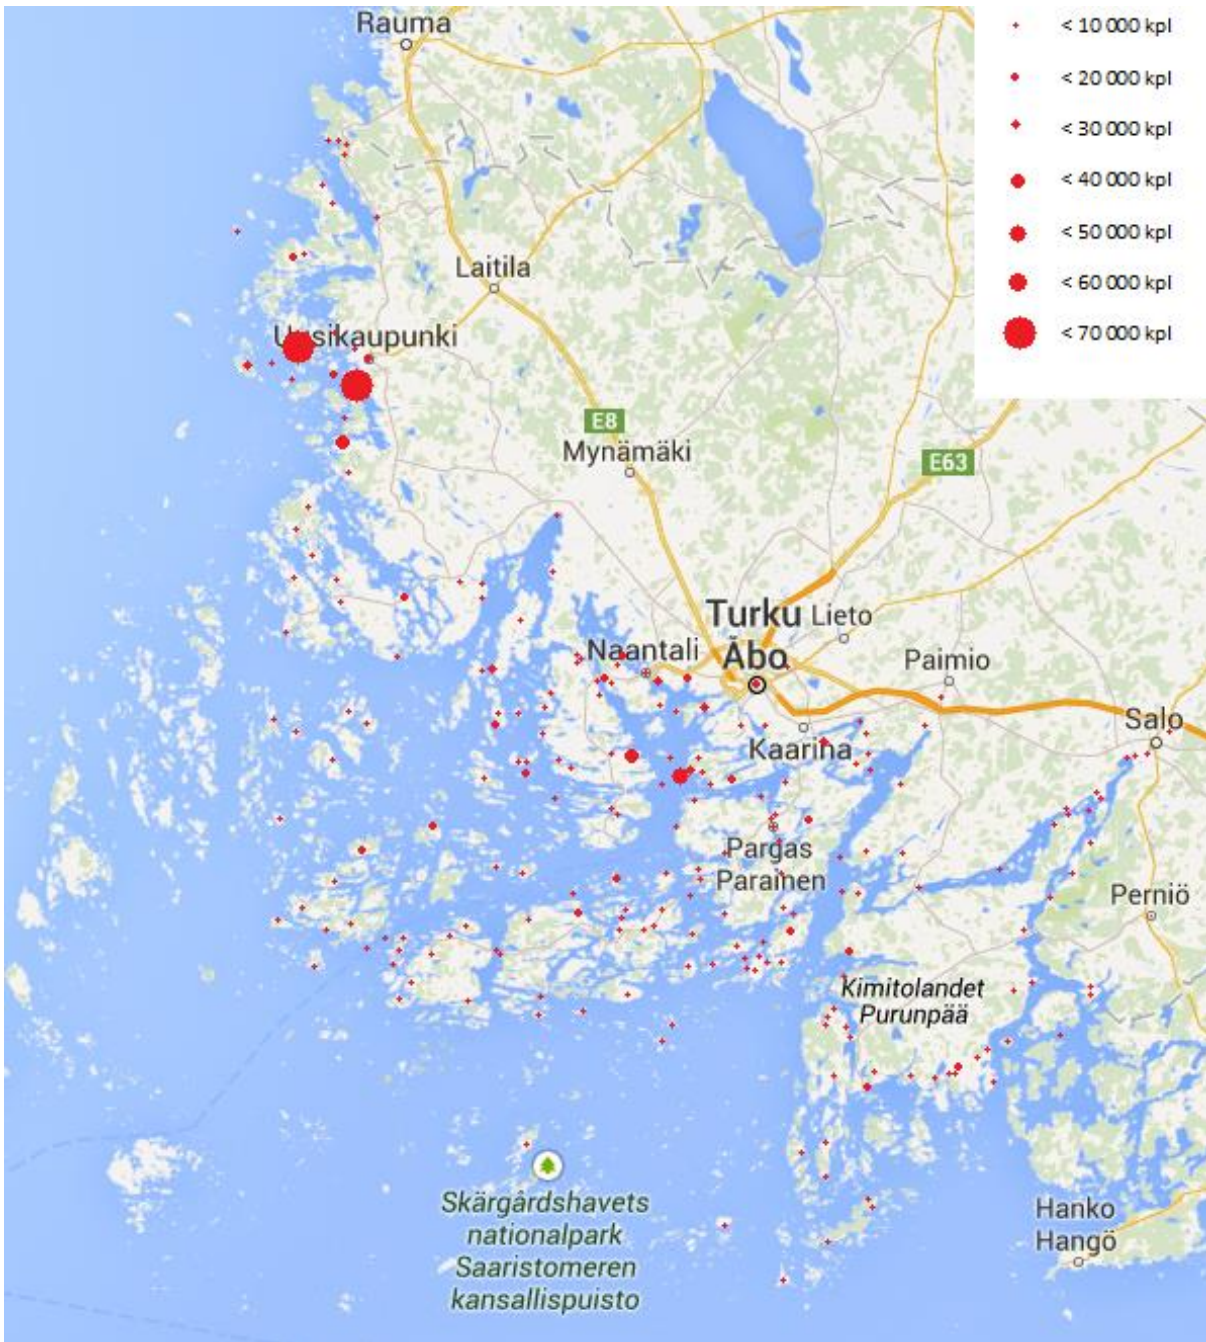 Rauma
< 10 000 kpl
< 20 000 kpl
< 30 000 kpl
< 40 000 kpl
< 50 000 kpl
< 60 000 kpl
< 70 000 kpl
Laitila
Uusikaupunki
E8
Mynämäki
E63
Turku
Lieto
Naantali
Åbo
Paimio
Salo
Kaarina
Pargas
Parainen
Perniö
Kimitolandet
Purunpää
Skärgårdshavets
nationalpark
Saaristomeren
kansallispuisto
Hanko
Hangö